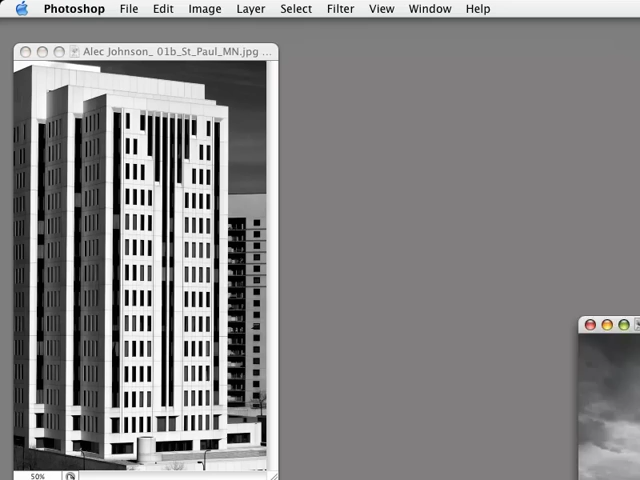 Photoshop File Edit Image Layer Select Filter View Window Help
Alec Johnson_ 01b_St_Paul_MN.jpg ...
50%